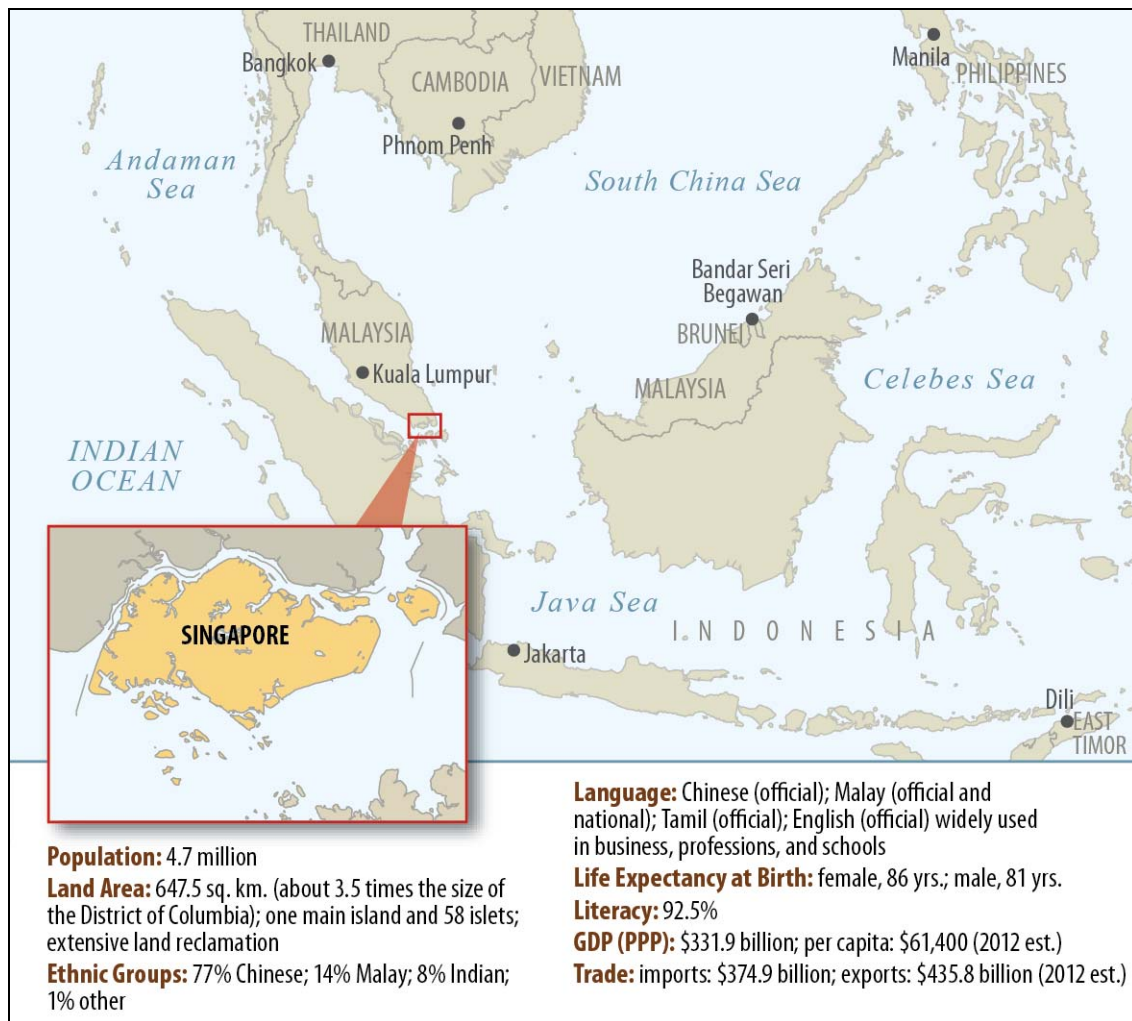 THAILAND
Bangkok
CAMBODIA
VIETNAM
Phnom Penh
Manila
PHILIPPINES
Andaman
Sea
South China Sea
Bandar Seri
Begawan
BRUNEI
MALAYSIA
Kuala Lumpur
MALAYSIA
Celebes Sea
INDIAN
OCEAN
Java Sea
INDONESIA
SINGAPORE
Jakarta
Dili
EAST
TIMOR
Population: 4.7 million
Land Area: 647.5 sq. km. (about 3.5 times the size of
the District of Columbia); one main island and 58 islets;
extensive land reclamation
Ethnic Groups: 77% Chinese; 14% Malay; 8% Indian;
1% other
Language: Chinese (official); Malay (official and
national); Tamil (official); English (official) widely used
in business, professions, and schools
Life Expectancy at Birth: female, 86 yrs.; male, 81 yrs.
Literacy: 92.5%
GDP (PPP): $331.9 billion; per capita: $61,400 (2012 est.)
Trade: imports: $374.9 billion; exports: $435.8 billion (2012 est.)